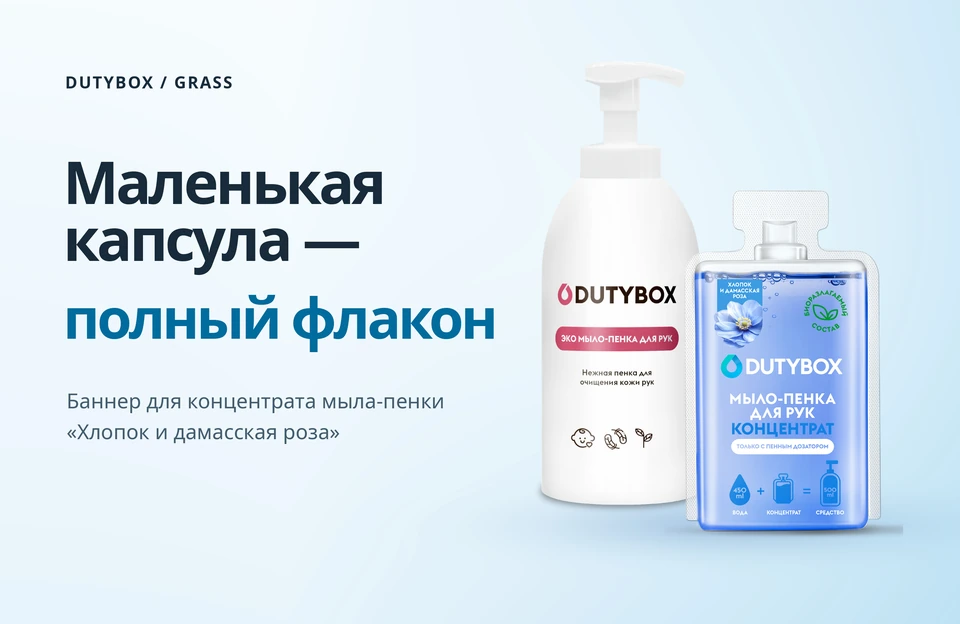 DUTYBOX / GRASS
Маленькая
капсула —
полный флакон
Баннер для концентрата мыла-пенки
«Хлопок и дамасская роза»
DUTYBOX
ЭКО МЫЛО-ПЕНКА ДЛЯ РУК
Нежная пенка для
очищения кожи рук
ХЛОПОК
И ДАМАССКАЯ
РОЗА
БИОРАЗЛАГАЕМЫЙ
СОСТАВ
DUTYBOX
МЫЛО-ПЕНКА
ДЛЯ РУК
КОНЦЕНТРАТ
ТОЛЬКО С ПЕННЫМ ДОЗАТОРОМ
450 ml + = 500 ml
ВОДА КОНЦЕНТРАТ СРЕДСТВО